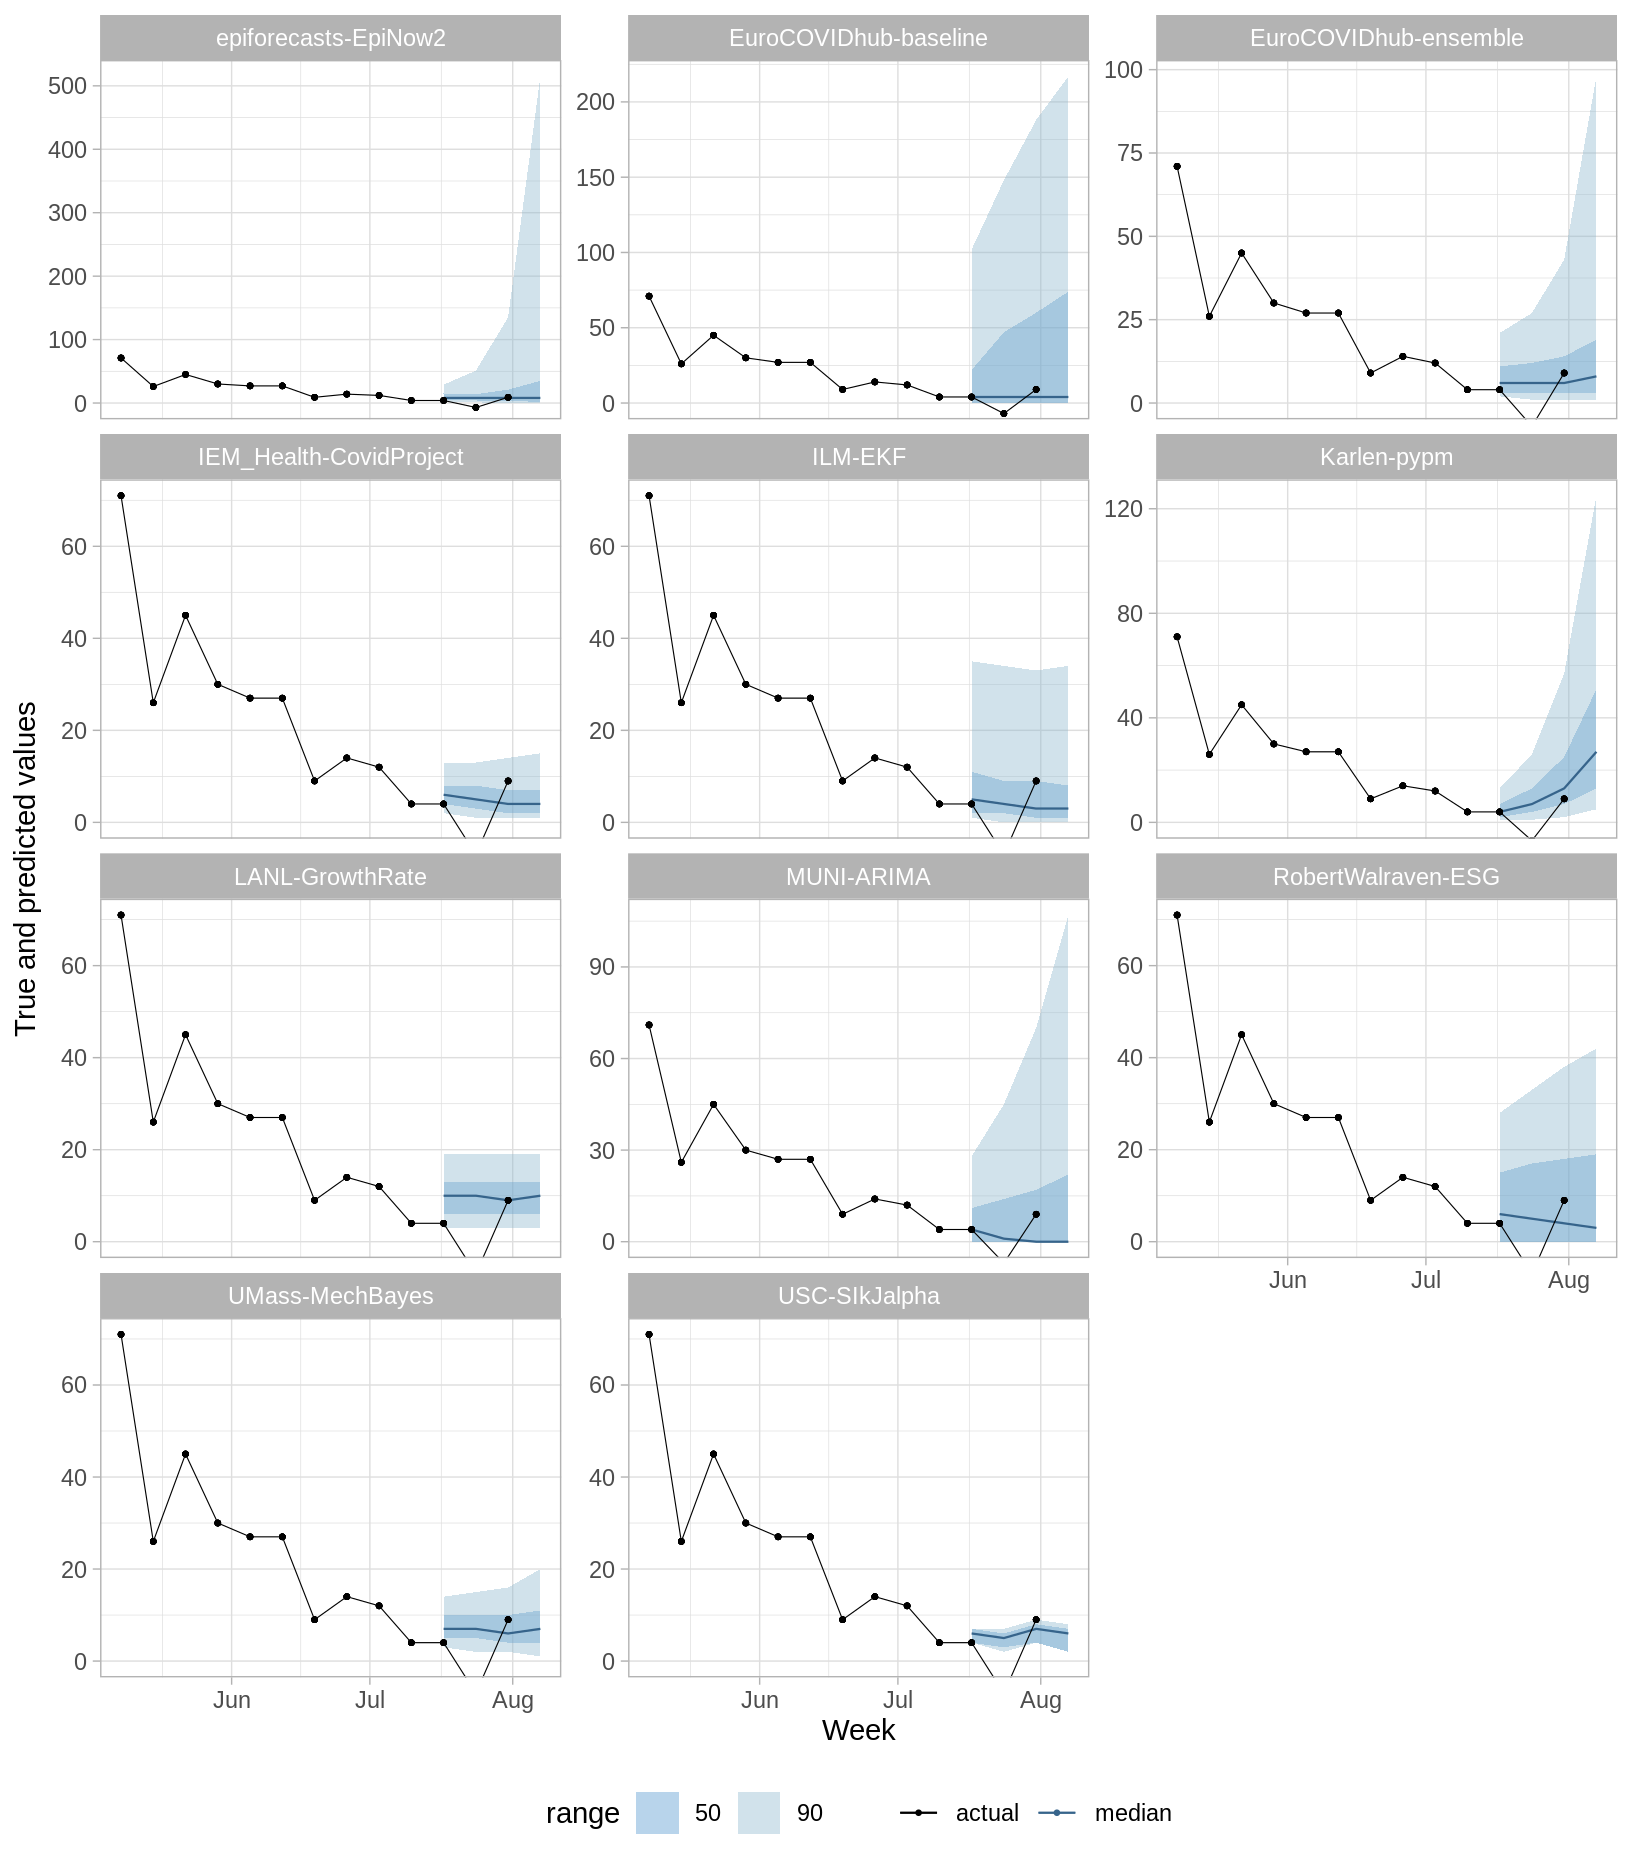 epiforecasts-EpiNow2
EuroCOVIDhub-baseline
EuroCOVIDhub-ensemble
500
400
300
200
100
0
200
150
100
50
0
100
75
50
25
0
IEM_Health-CovidProject
ILM-EKF
Karlen-pypm
60
40
20
0
60
40
20
0
120
80
40
0
LANL-GrowthRate
MUNI-ARIMA
RobertWalraven-ESG
60
40
20
0
90
60
30
0
60
40
20
0
Jun Jul Aug
UMass-MechBayes
USC-SIkJalpha
60
40
20
0
60
40
20
0
Jun Jul Aug
Jun Jul Aug
True and predicted values
Week
range 50 90 actual median